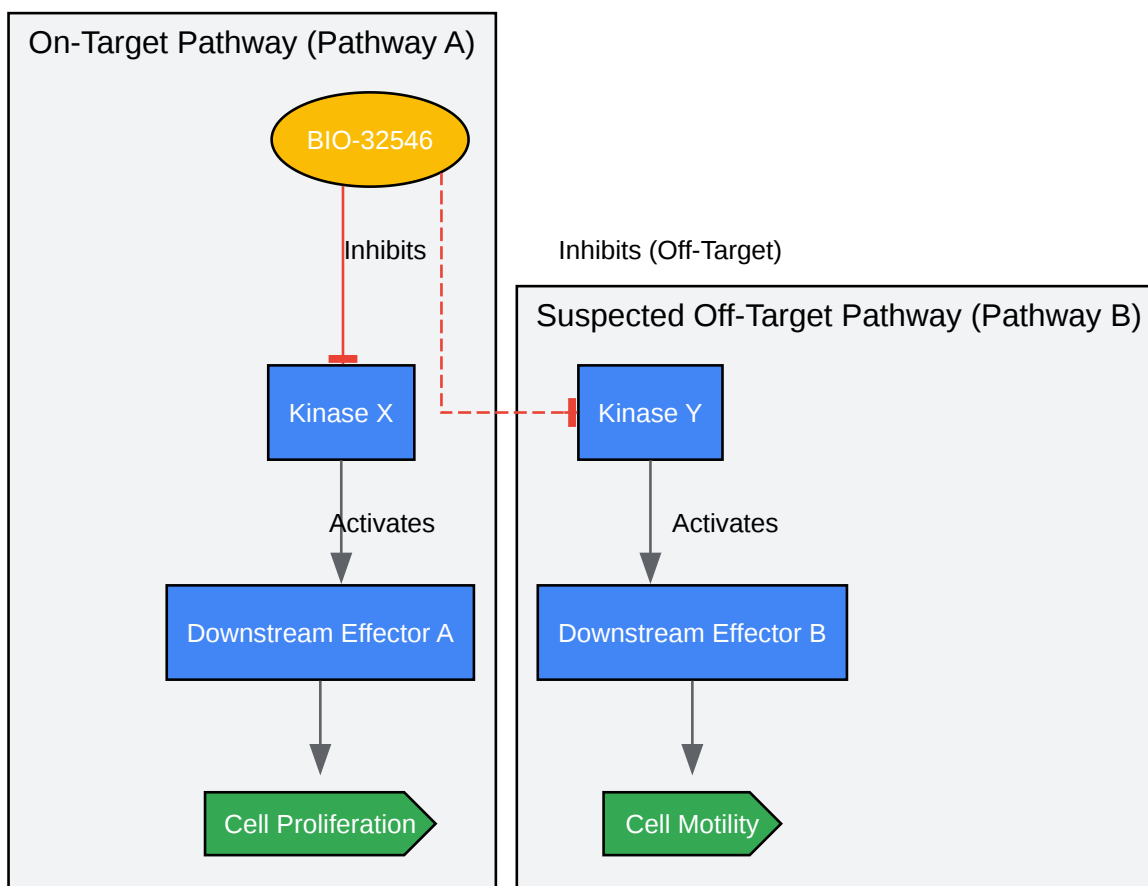 On-Target Pathway (Pathway A)
BIO-32546
Inhibits
Inhibits (Off-Target)
Suspected Off-Target Pathway (Pathway B)
Kinase X
Kinase Y
Activates
Activates
Downstream Effector A
Downstream Effector B
Cell Proliferation
Cell Motility